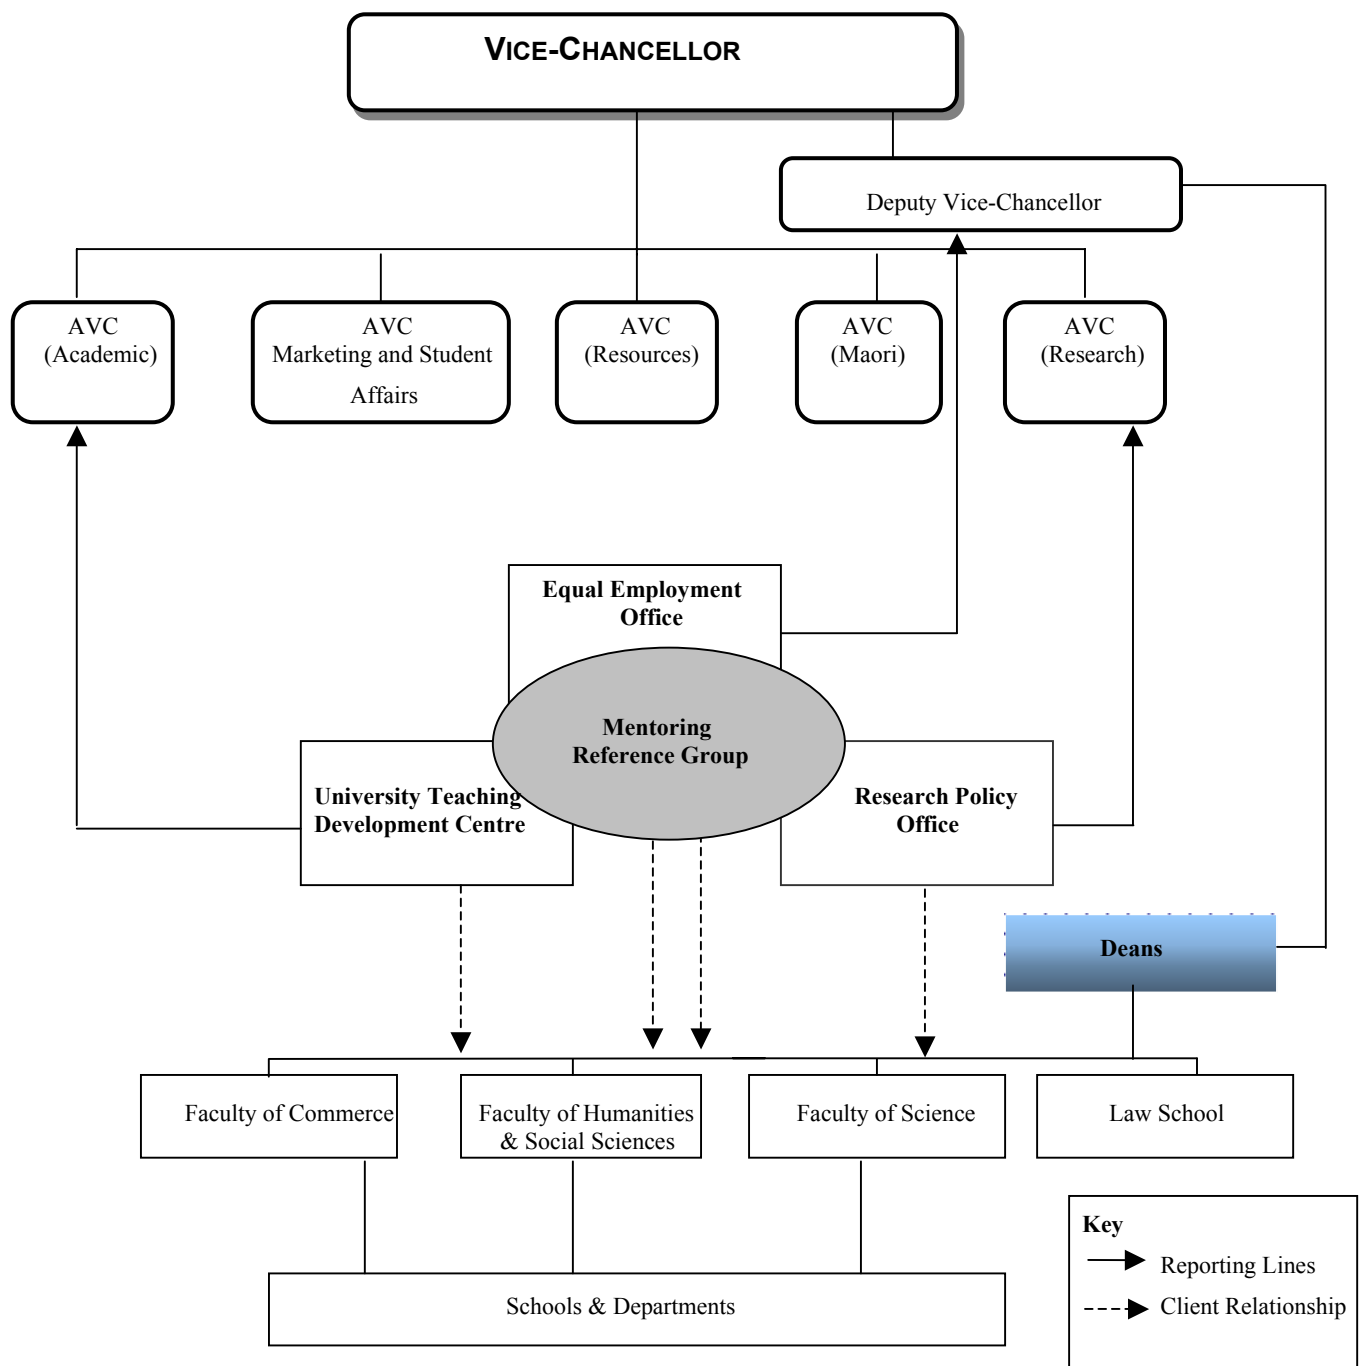 VICE-CHANCELLOR
Deputy Vice-Chancellor
AVC
(Academic)
AVC
Marketing and Student
Affairs
AVC
(Resources)
AVC
(Maori)
AVC
(Research)
Equal Employment
Office
Mentoring
Reference Group
University Teaching
Development Centre
Research Policy
Office
Deans
Faculty of Commerce
Faculty of Humanities
& Social Sciences
Faculty of Science
Law School
Schools & Departments
Key
Reporting Lines
Client Relationship